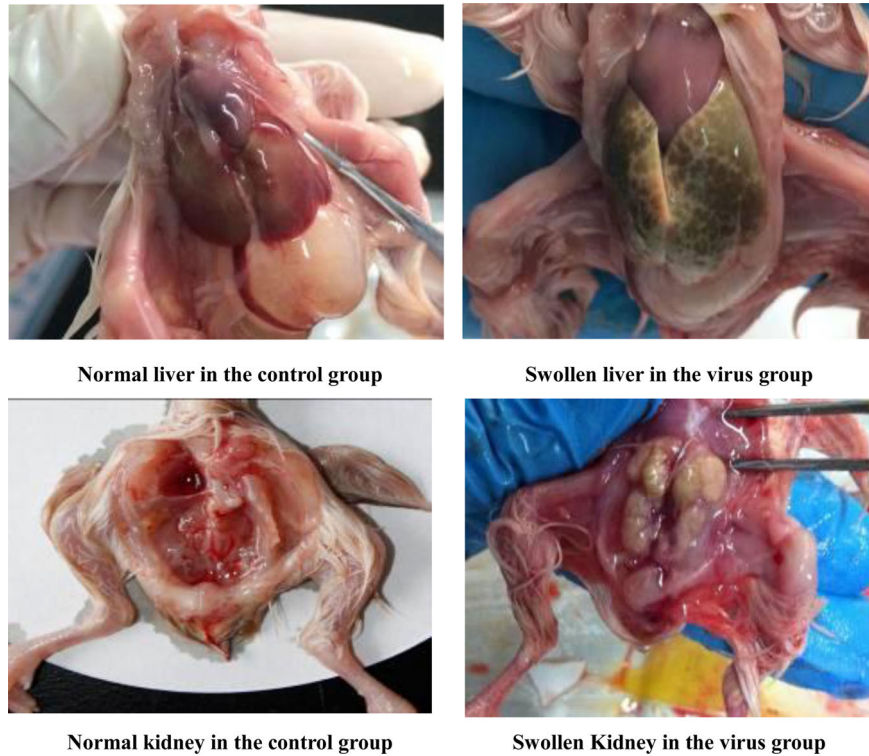 Normal liver in the control group
Swollen liver in the virus group
Normal kidney in the control group
Swollen Kidney in the virus group